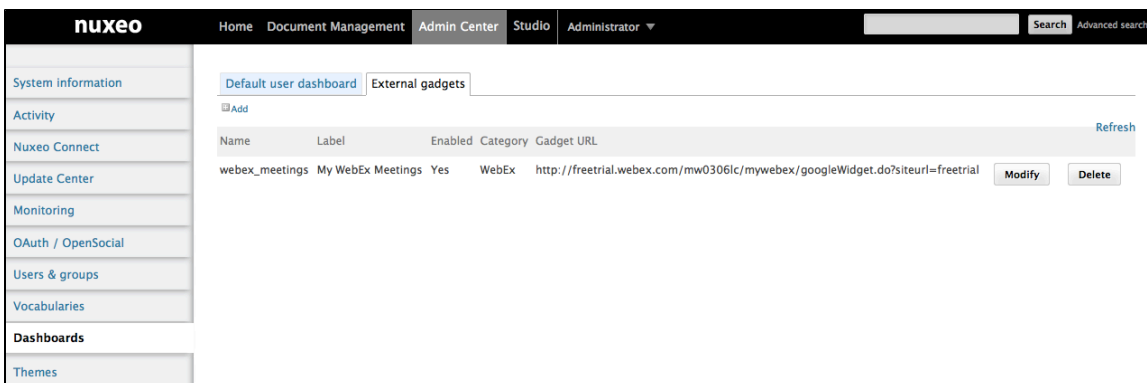 nuxeo Home Document Management Admin Center Studio Administrator Search Advanced search
System information
Activity
Nuxeo Connect
Update Center
Monitoring
OAuth / OpenSocial
Users & groups
Vocabularies
Dashboards
Themes
Default user dashboard External gadgets
Add
Refresh
Name Label Enabled Category Gadget URL
webex_meetings My WebEx Meetings Yes WebEx http://freetrial.webex.com/mw0306lc/mywebex/googleWidget.do?siteurl=freetrial Modify Delete